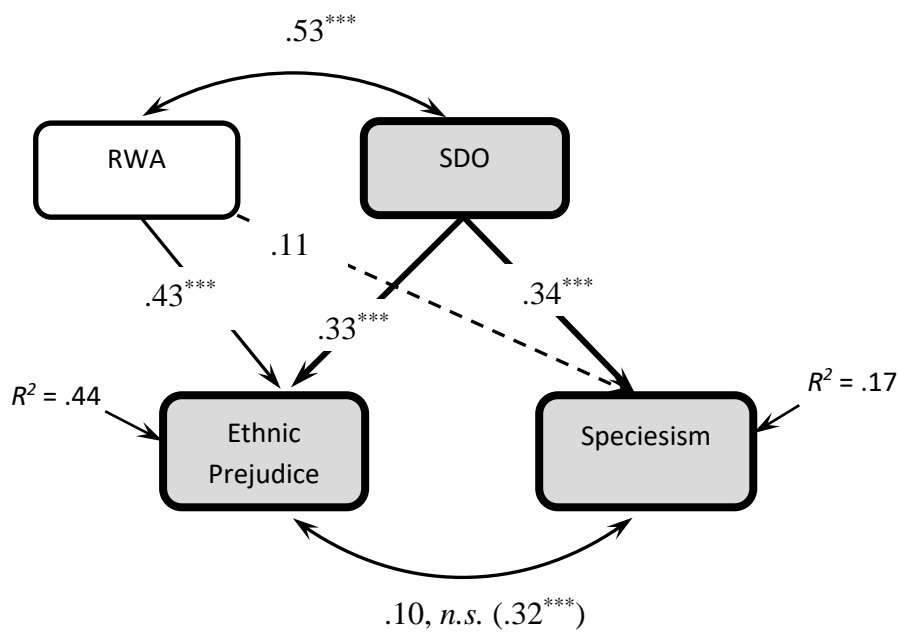 .53***
RWA
SDO
.11
.43***
.34***
.33***
R² = .44
R² = .17
Ethnic
Prejudice
Speciesism
.10, n.s. (.32***)